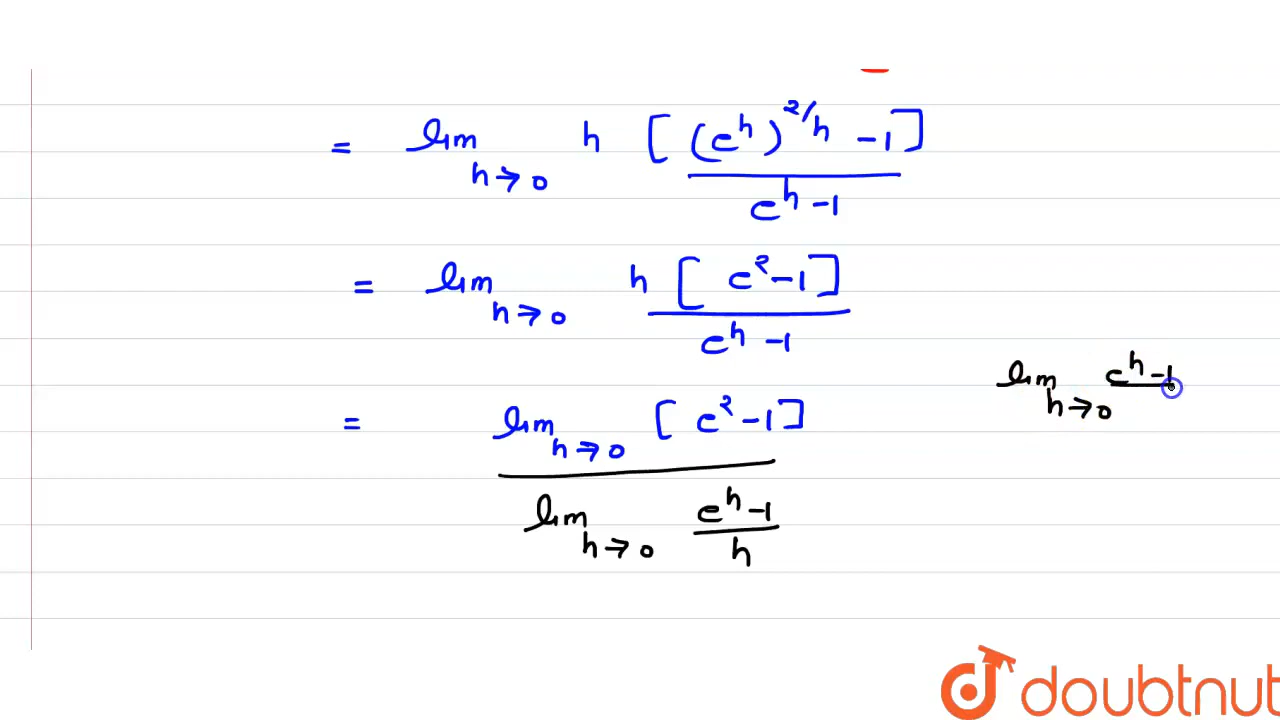 = lim h→0 h [(e^h)^2/h -1] / e^h -1
= lim h→0 h [e^2 -1] / e^h -1
lim h→0 e^h -1
= lim h→0 [e^2 -1] / lim h→0 e^h -1 / h
doubtnut